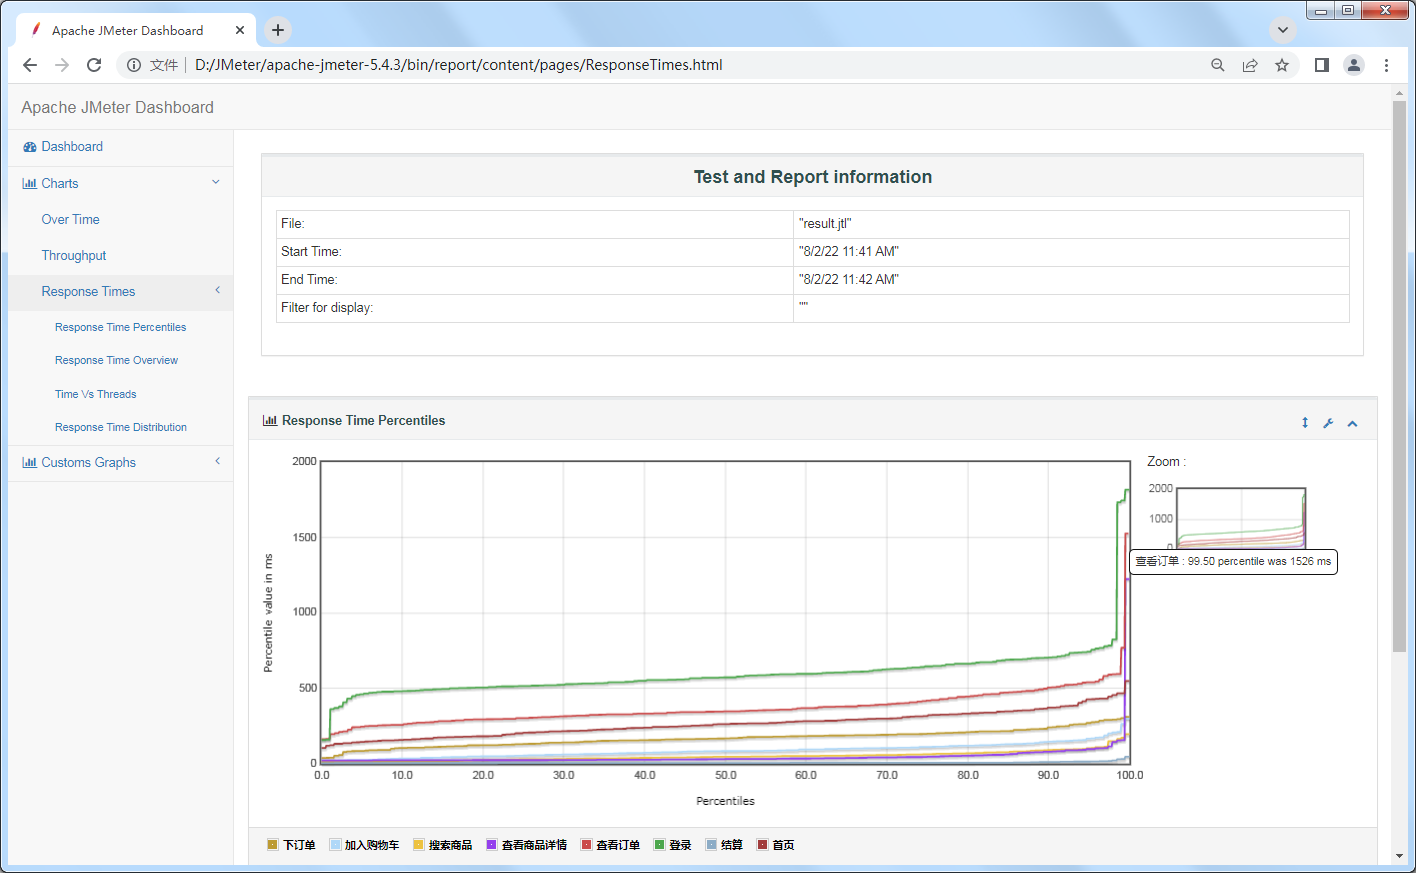 Apache JMeter Dashboard
文件 D:/JMeter/apache-jmeter-5.4.3/bin/report/content/pages/ResponseTimes.html
Apache JMeter Dashboard
Dashboard
Charts
Over Time
Throughput
Response Times
Response Time Percentiles
Response Time Overview
Time Vs Threads
Response Time Distribution
Customs Graphs
Test and Report information
File: "result.jtl"
Start Time: "8/2/22 11:41 AM"
End Time: "8/2/22 11:42 AM"
Filter for display: ""
Response Time Percentiles
Percentile value in ms
2000
1500
1000
500
0
0.0 10.0 20.0 30.0 40.0 50.0 60.0 70.0 80.0 90.0 100.0
Percentiles
Zoom :
2000
1000
0
查看订单 : 99.50 percentile was 1526 ms
下订单 加入购物车 搜索商品 查看商品详情 查看订单 登录 结算 首页